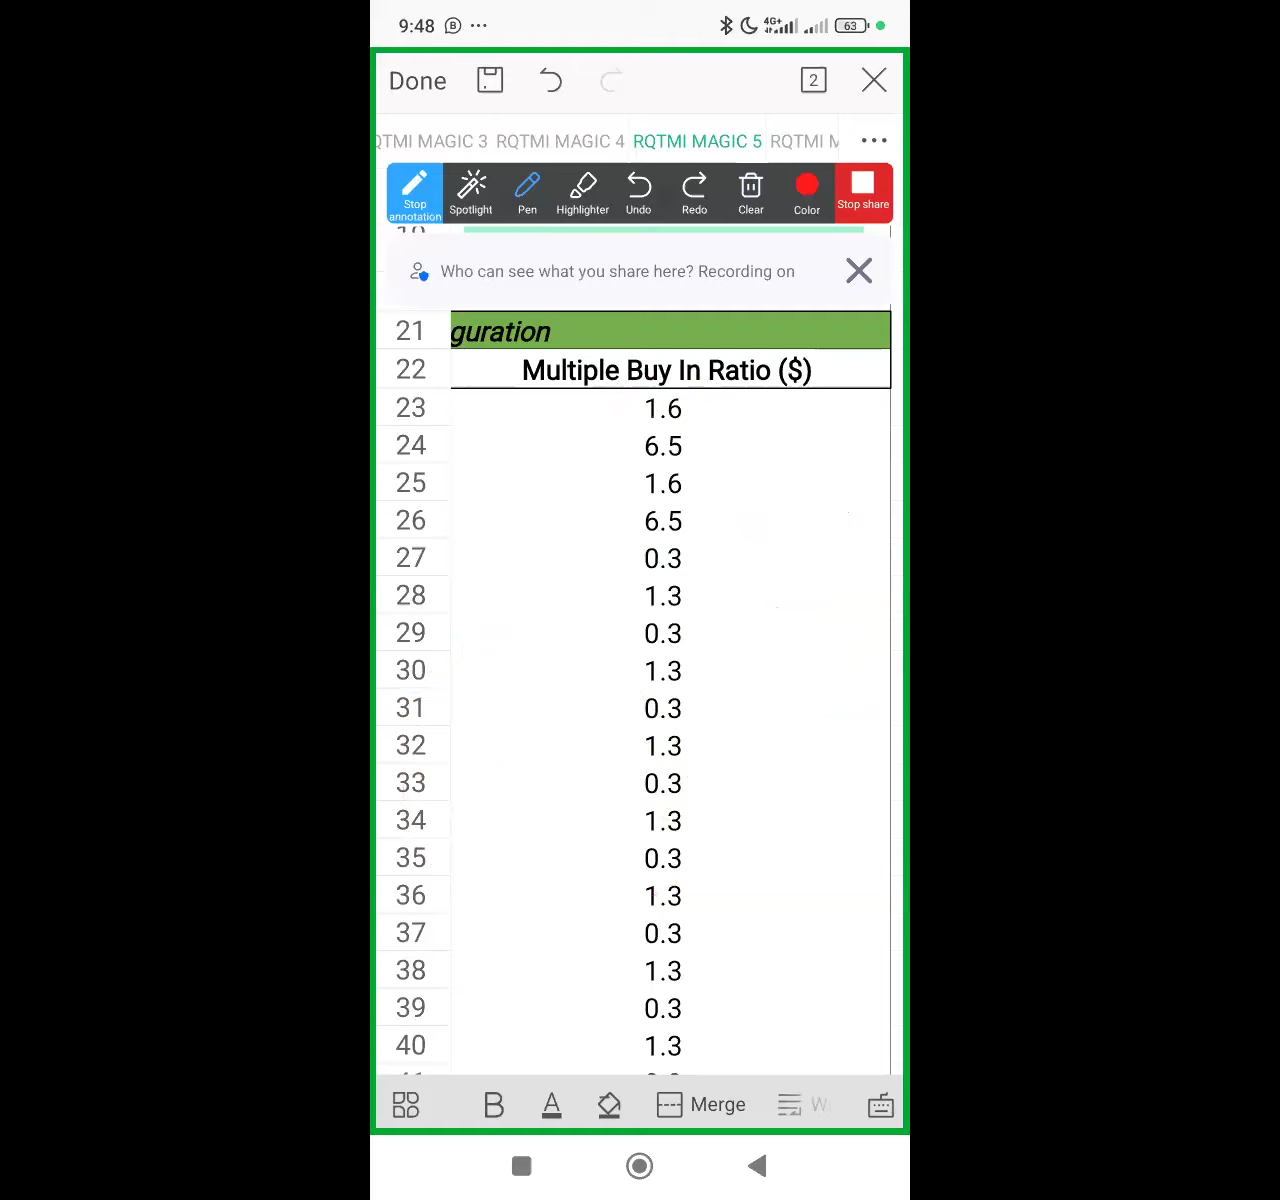 9:48 B ... 4G+ 63
Done 2
QTMI MAGIC 3 RQTMI MAGIC 4 RQTMI MAGIC 5 RQTMI M ...
Stop annotation Spotlight Pen Highlighter Undo Redo Clear Color Stop share
Who can see what you share here? Recording on
21 guration
22 Multiple Buy In Ratio ($)
23 1.6
24 6.5
25 1.6
26 6.5
27 0.3
28 1.3
29 0.3
30 1.3
31 0.3
32 1.3
33 0.3
34 1.3
35 0.3
36 1.3
37 0.3
38 1.3
39 0.3
40 1.3
B A Merge W